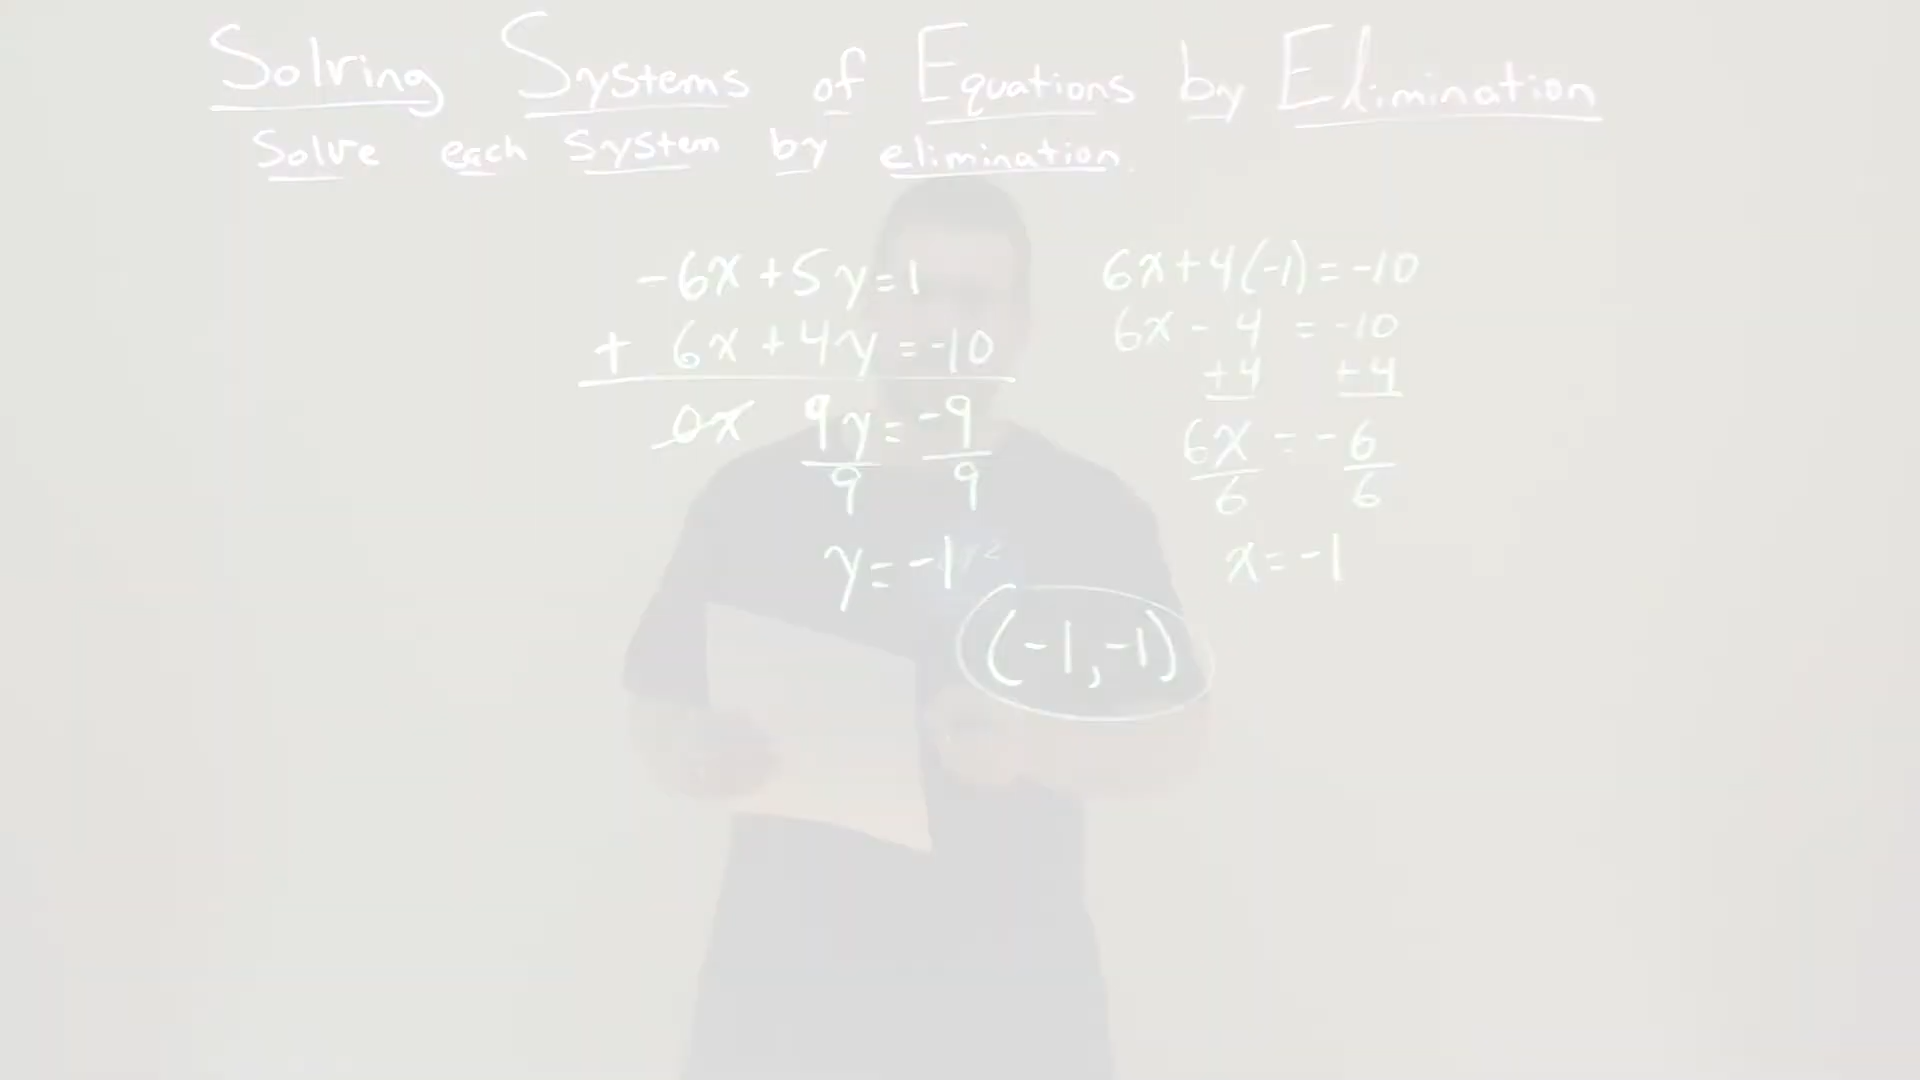 Solving Systems of Equations by Elimination
Solve each system by elimination.
-6x + 5y = 1
+ 6x + 4y = -10
0x 9y = -9
9 9
y = -1
6x + 4(-1) = -10
6x - 4 = -10
+4 +4
6x = -6
6 6
x = -1
(-1, -1)